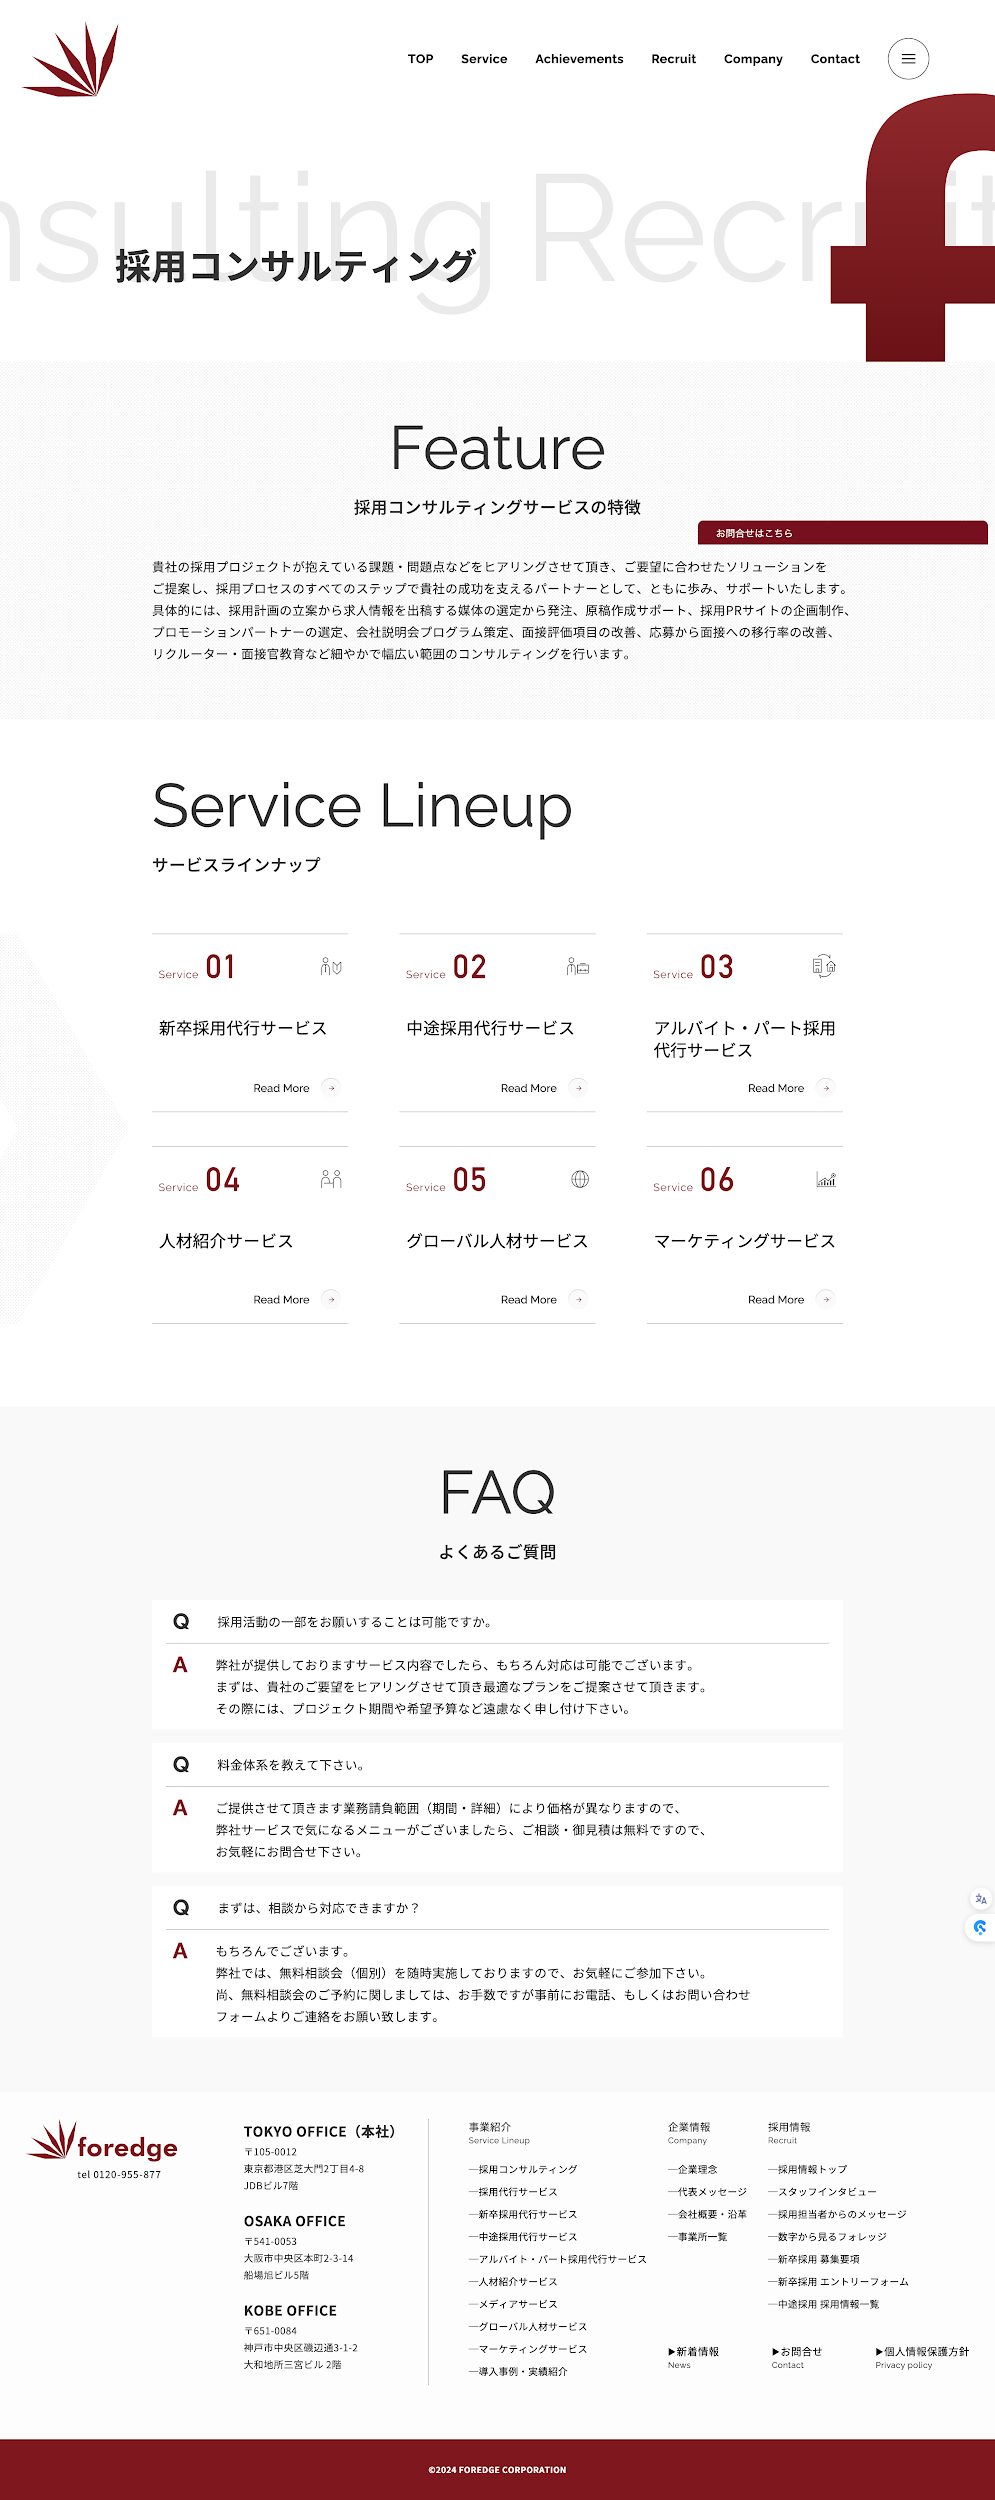 TOP Service Achievements Recruit Company Contact
nsulting Recruit
採用コンサルティング
Feature
採用コンサルティングサービスの特徴
お問合せはこちら
貴社の採用プロジェクトが抱えている課題・問題点などをヒアリングさせて頂き、ご要望に合わせたソリューションを
ご提案し、採用プロセスのすべてのステップで貴社の成功を支えるパートナーとして、ともに歩み、サポートいたします。
具体的には、採用計画の立案から求人情報を出稿する媒体の選定から発注、原稿作成サポート、採用PRサイトの企画制作、
プロモーションパートナーの選定、会社説明会プログラム策定、面接評価項目の改善、応募から面接への移行率の改善、
リクルーター・面接官教育など細やかで幅広い範囲のコンサルティングを行います。
Service Lineup
サービスラインナップ
Service 01
新卒採用代行サービス
Read More
Service 02
中途採用代行サービス
Read More
Service 03
アルバイト・パート採用
代行サービス
Read More
Service 04
人材紹介サービス
Read More
Service 05
グローバル人材サービス
Read More
Service 06
マーケティングサービス
Read More
FAQ
よくあるご質問
Q 採用活動の一部をお願いすることは可能ですか。
A 弊社が提供しておりますサービス内容でしたら、もちろん対応は可能でございます。
まずは、貴社のご要望をヒアリングさせて頂き最適なプランをご提案させて頂きます。
その際には、プロジェクト期間や希望予算など遠慮なく申し付け下さい。
Q 料金体系を教えて下さい。
A ご提供させて頂きます業務請負範囲（期間・詳細）により価格が異なりますので、
弊社サービスで気になるメニューがございましたら、ご相談・御見積は無料ですので、
お気軽にお問合せ下さい。
Q まずは、相談から対応できますか？
A もちろんでございます。
弊社では、無料相談会（個別）を随時実施しておりますので、お気軽にご参加下さい。
尚、無料相談会のご予約に関しましては、お手数ですが事前にお電話、もしくはお問い合わせ
フォームよりご連絡をお願い致します。
foredge
tel 0120-955-877
TOKYO OFFICE（本社）
〒105-0012
東京都港区芝大門2丁目4-8
JDBビル7階
OSAKA OFFICE
〒541-0053
大阪市中央区本町2-3-14
船場旭ビル5階
KOBE OFFICE
〒651-0084
神戸市中央区磯辺通3-1-2
大和地所三宮ビル 2階
事業紹介
Service Lineup
─採用コンサルティング
─採用代行サービス
─新卒採用代行サービス
─中途採用代行サービス
─アルバイト・パート採用代行サービス
─人材紹介サービス
─メディアサービス
─グローバル人材サービス
─マーケティングサービス
─導入事例・実績紹介
企業情報
Company
─企業理念
─代表メッセージ
─会社概要・沿革
─事業所一覧
採用情報
Recruit
─採用情報トップ
─スタッフインタビュー
─採用担当者からのメッセージ
─数字から見るフォレッジ
─新卒採用 募集要項
─新卒採用 エントリーフォーム
─中途採用 採用情報一覧
▶新着情報
News
▶お問合せ
Contact
▶個人情報保護方針
Privacy policy
©2024 FOREDGE CORPORATION